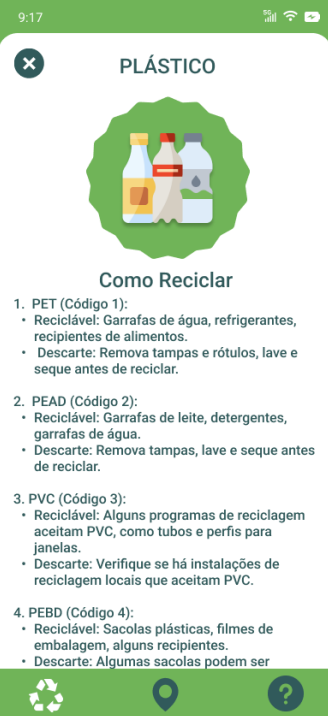 9:17
5G
PLÁSTICO
Como Reciclar
1. PET (Código 1):
• Reciclável: Garrafas de água, refrigerantes,
recipientes de alimentos.
• Descarte: Remova tampas e rótulos, lave e
seque antes de reciclar.
2. PEAD (Código 2):
• Reciclável: Garrafas de leite, detergentes,
garrafas de água.
• Descarte: Remova tampas, lave e seque antes
de reciclar.
3. PVC (Código 3):
• Reciclável: Alguns programas de reciclagem
aceitam PVC, como tubos e perfis para
janelas.
• Descarte: Verifique se há instalações de
reciclagem locais que aceitam PVC.
4. PEBD (Código 4):
• Reciclável: Sacolas plásticas, filmes de
embalagem, alguns recipientes.
• Descarte: Algumas sacolas podem ser
?